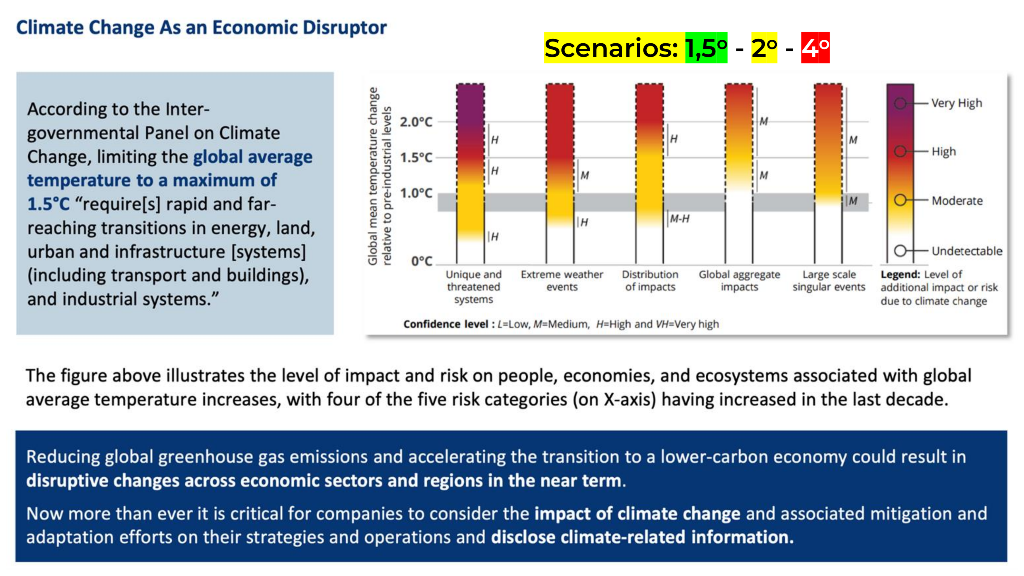 Climate Change As an Economic Disruptor
Scenarios: 1,5º - 2º - 4º
According to the Inter-
governmental Panel on Climate
Change, limiting the global average
temperature to a maximum of
1.5°C “require[s] rapid and far-
reaching transitions in energy, land,
urban and infrastructure [systems]
(including transport and buildings),
and industrial systems.”
Global mean temperature change
relative to pre-industrial levels
2.0°C
1.5°C
1.0°C
0°C
H
H
H
M
H
H
M-H
M
M
M
M
Unique and
threatened
systems
Extreme weather
events
Distribution
of impacts
Global aggregate
impacts
Large scale
singular events
Very High
High
Moderate
Undetectable
Legend: Level of
additional impact or risk
due to climate change
Confidence level : L=Low, M=Medium, H=High and VH=Very high
The figure above illustrates the level of impact and risk on people, economies, and ecosystems associated with global
average temperature increases, with four of the five risk categories (on X-axis) having increased in the last decade.
Reducing global greenhouse gas emissions and accelerating the transition to a lower-carbon economy could result in
disruptive changes across economic sectors and regions in the near term.
Now more than ever it is critical for companies to consider the impact of climate change and associated mitigation and
adaptation efforts on their strategies and operations and disclose climate-related information.